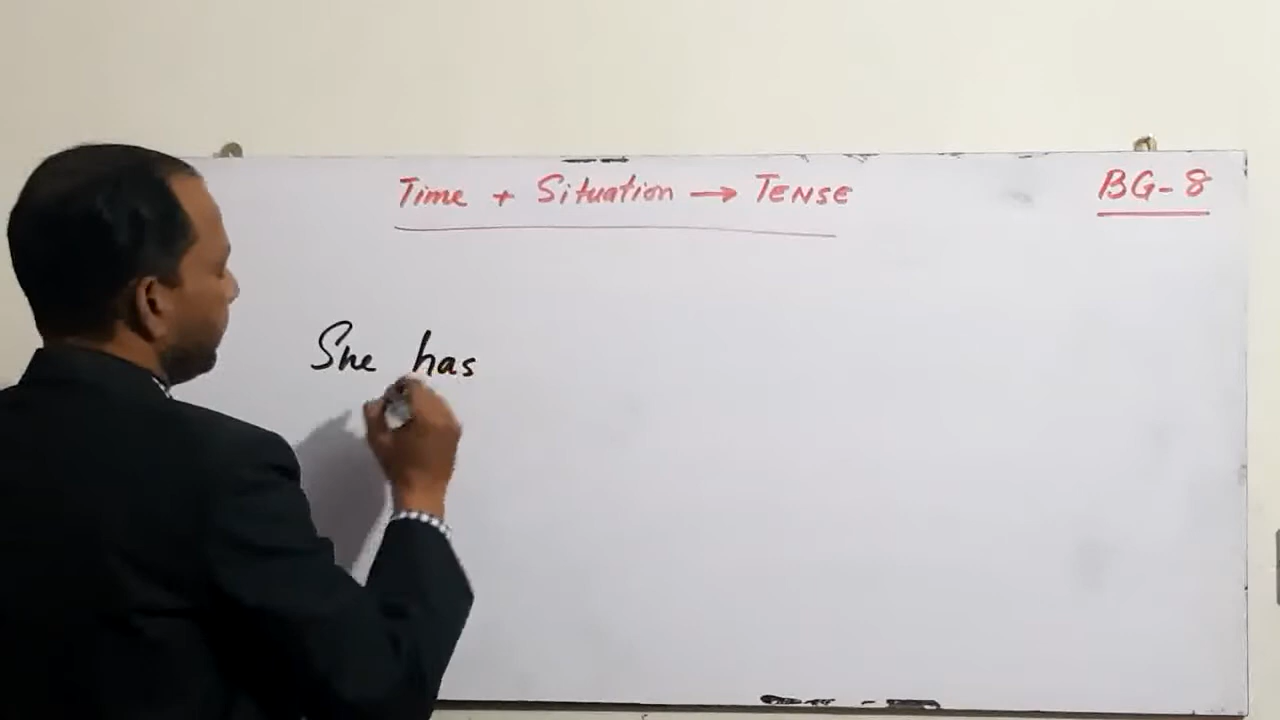 Time + Situation → TENSE
BG-8
She has